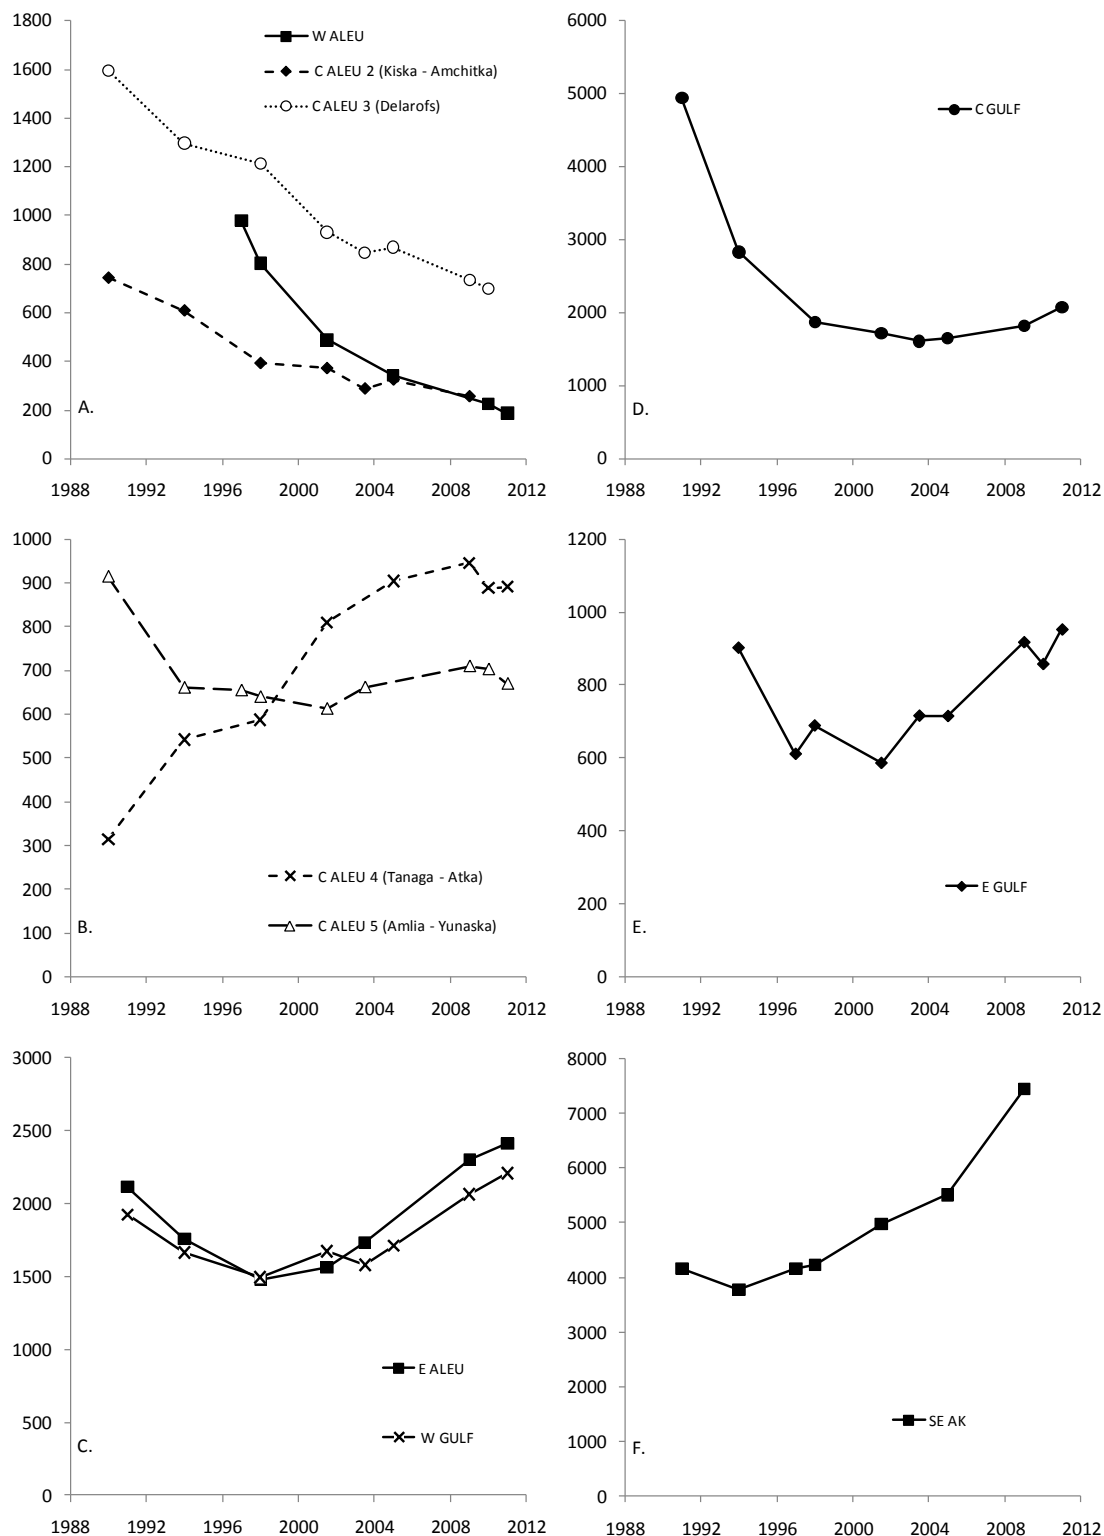 1800
1600
1400
1200
1000
800
600
400
200
0
1988 1992 1996 2000 2004 2008 2012
W ALEU
C ALEU 2 (Kiska - Amchitka)
C ALEU 3 (Delarofs)
A.
6000
5000
4000
3000
2000
1000
0
1988 1992 1996 2000 2004 2008 2012
C GULF
D.
1000
900
800
700
600
500
400
300
200
100
0
1988 1992 1996 2000 2004 2008 2012
C ALEU 4 (Tanaga - Atka)
C ALEU 5 (Amlia - Yunaska)
B.
1200
1000
800
600
400
200
0
1988 1992 1996 2000 2004 2008 2012
E GULF
E.
3000
2500
2000
1500
1000
500
0
1988 1992 1996 2000 2004 2008 2012
E ALEU
W GULF
C.
8000
7000
6000
5000
4000
3000
2000
1000
0
1988 1992 1996 2000 2004 2008 2012
SE AK
F.